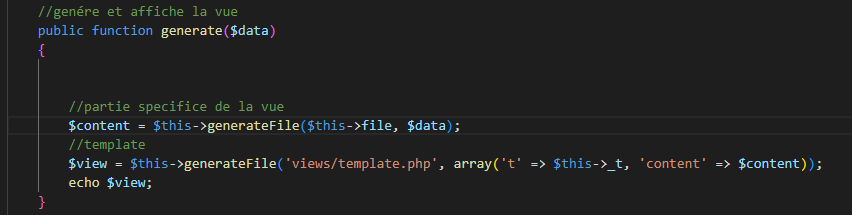 //genére et affiche la vue
public function generate($data)
{
//partie specifice de la vue
$content = $this->generateFile($this->file, $data);
//template
$view = $this->generateFile('views/template.php', array('t' => $this->_t, 'content' => $content));
echo $view;
}